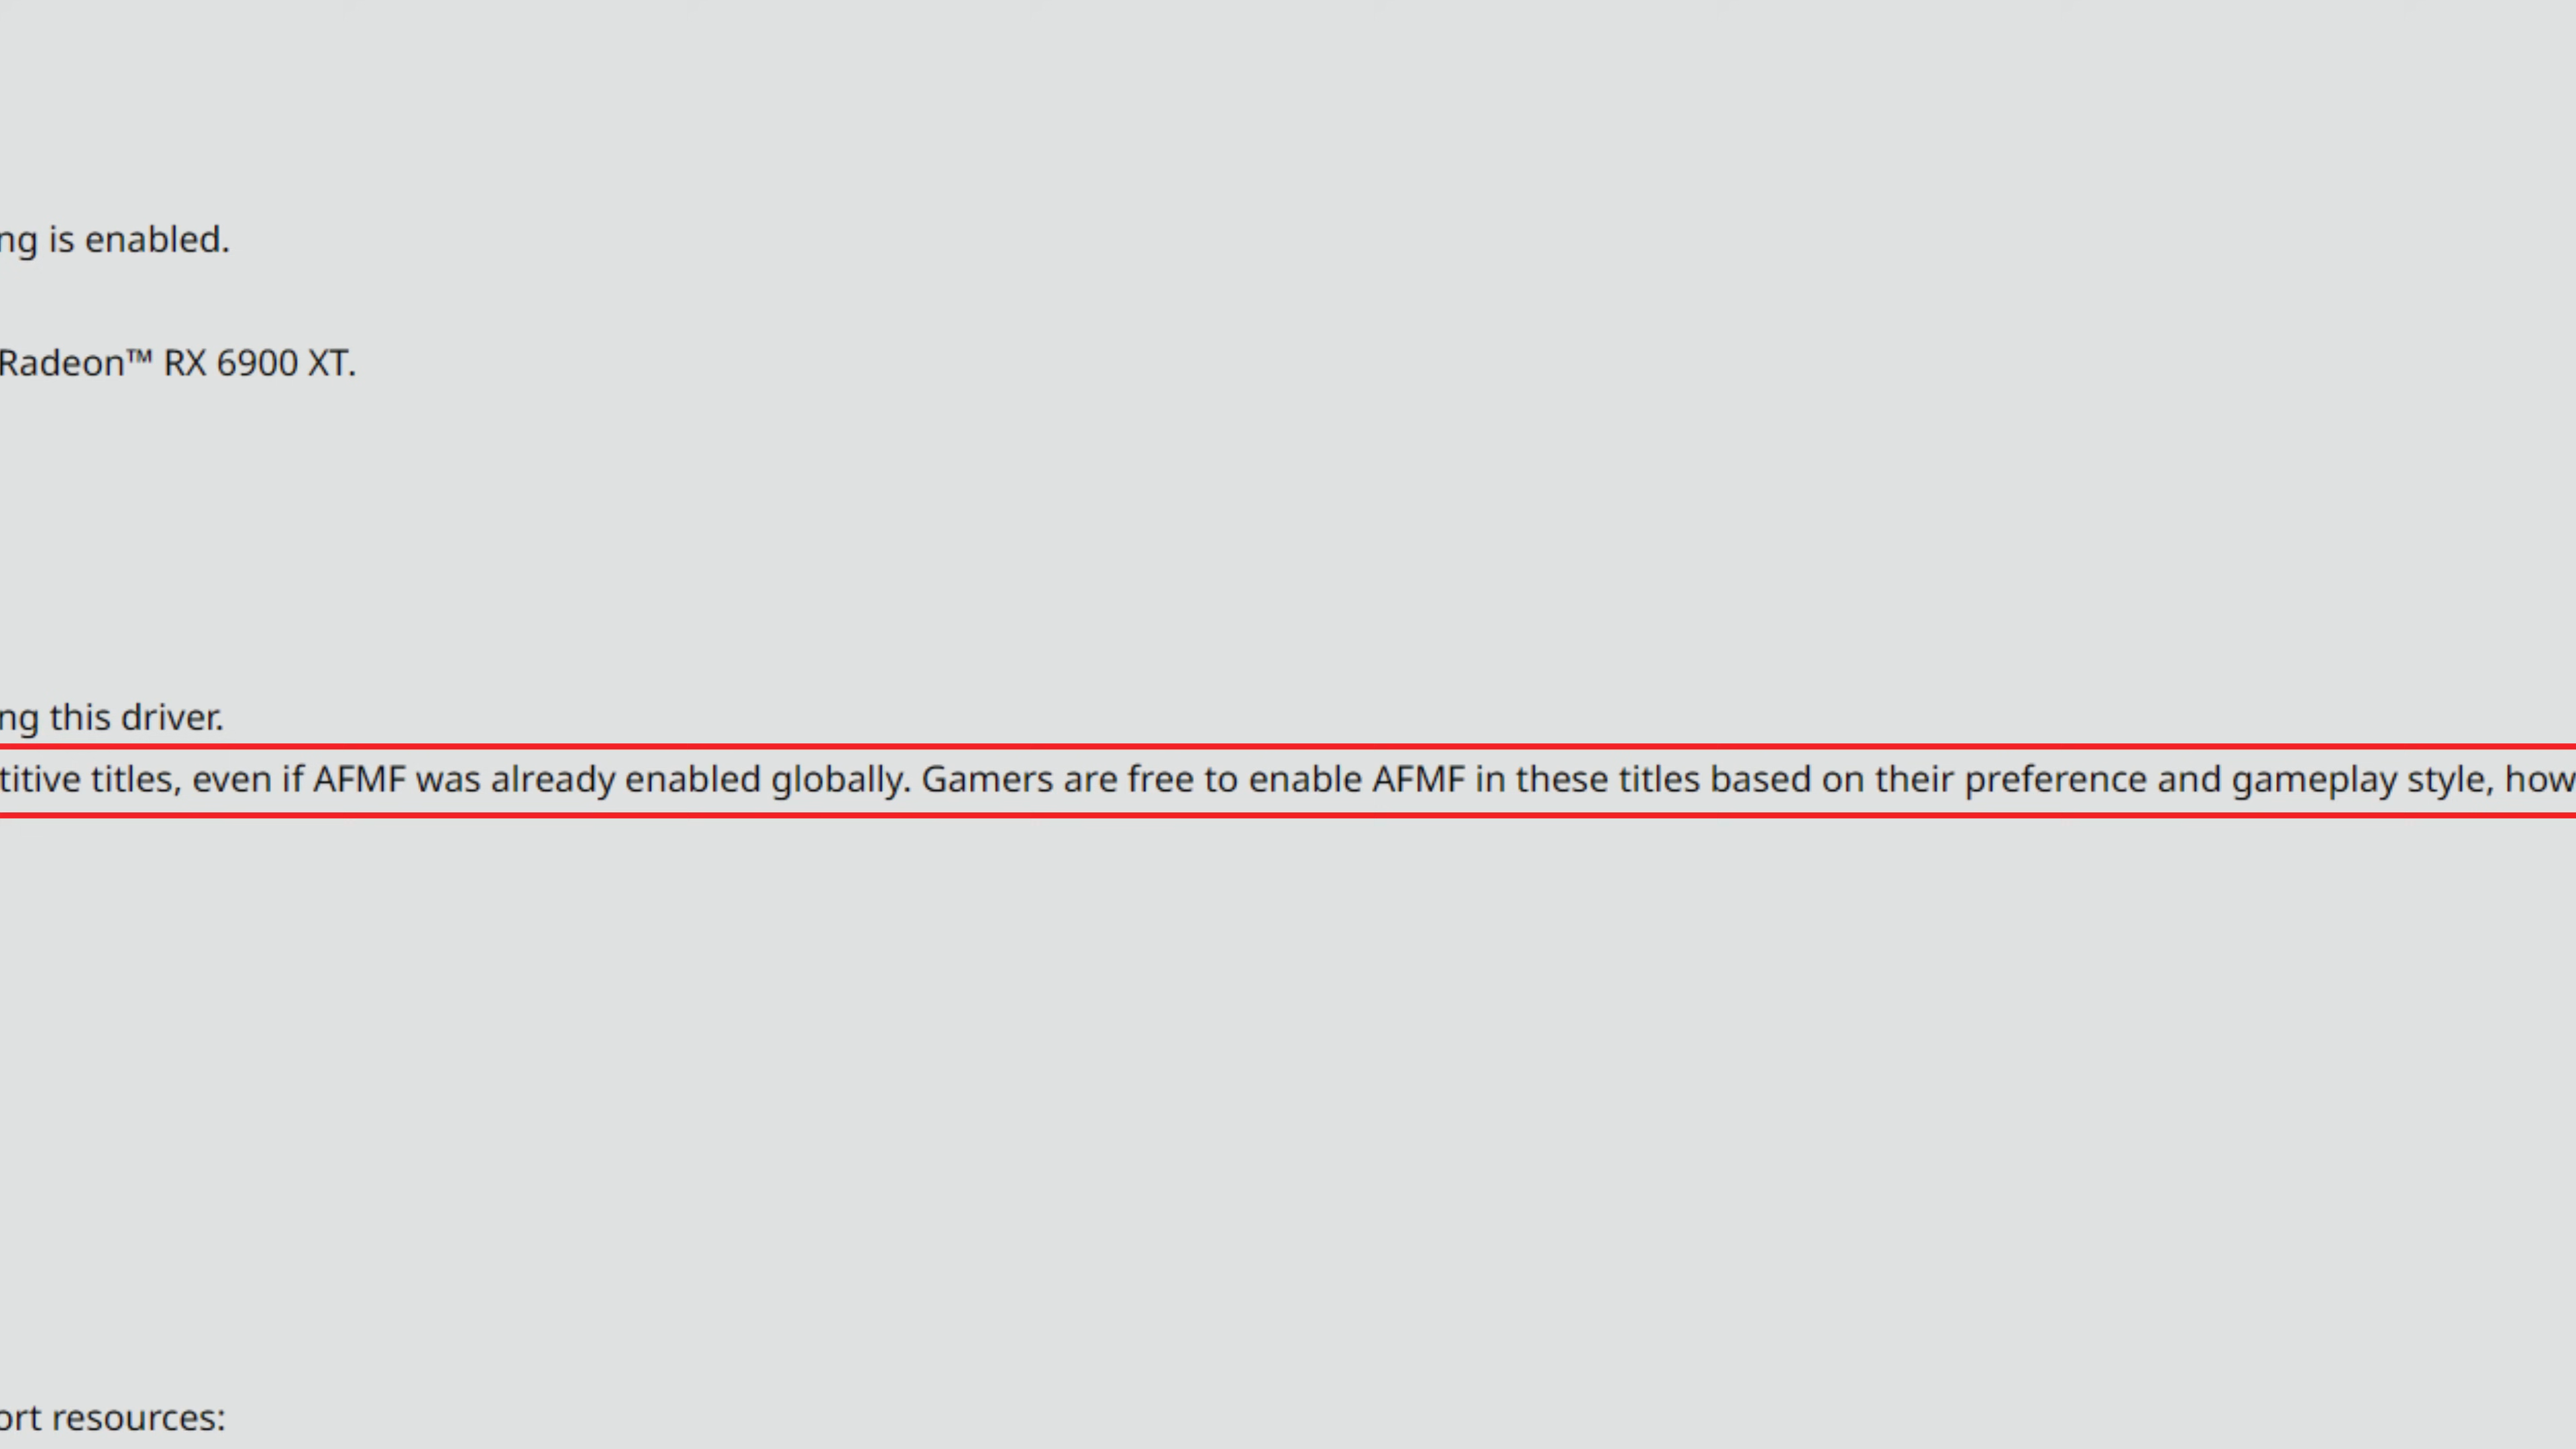 ng is enabled.
Radeon™ RX 6900 XT.
ng this driver.
titive titles, even if AFMF was already enabled globally. Gamers are free to enable AFMF in these titles based on their preference and gameplay style, how
ort resources: